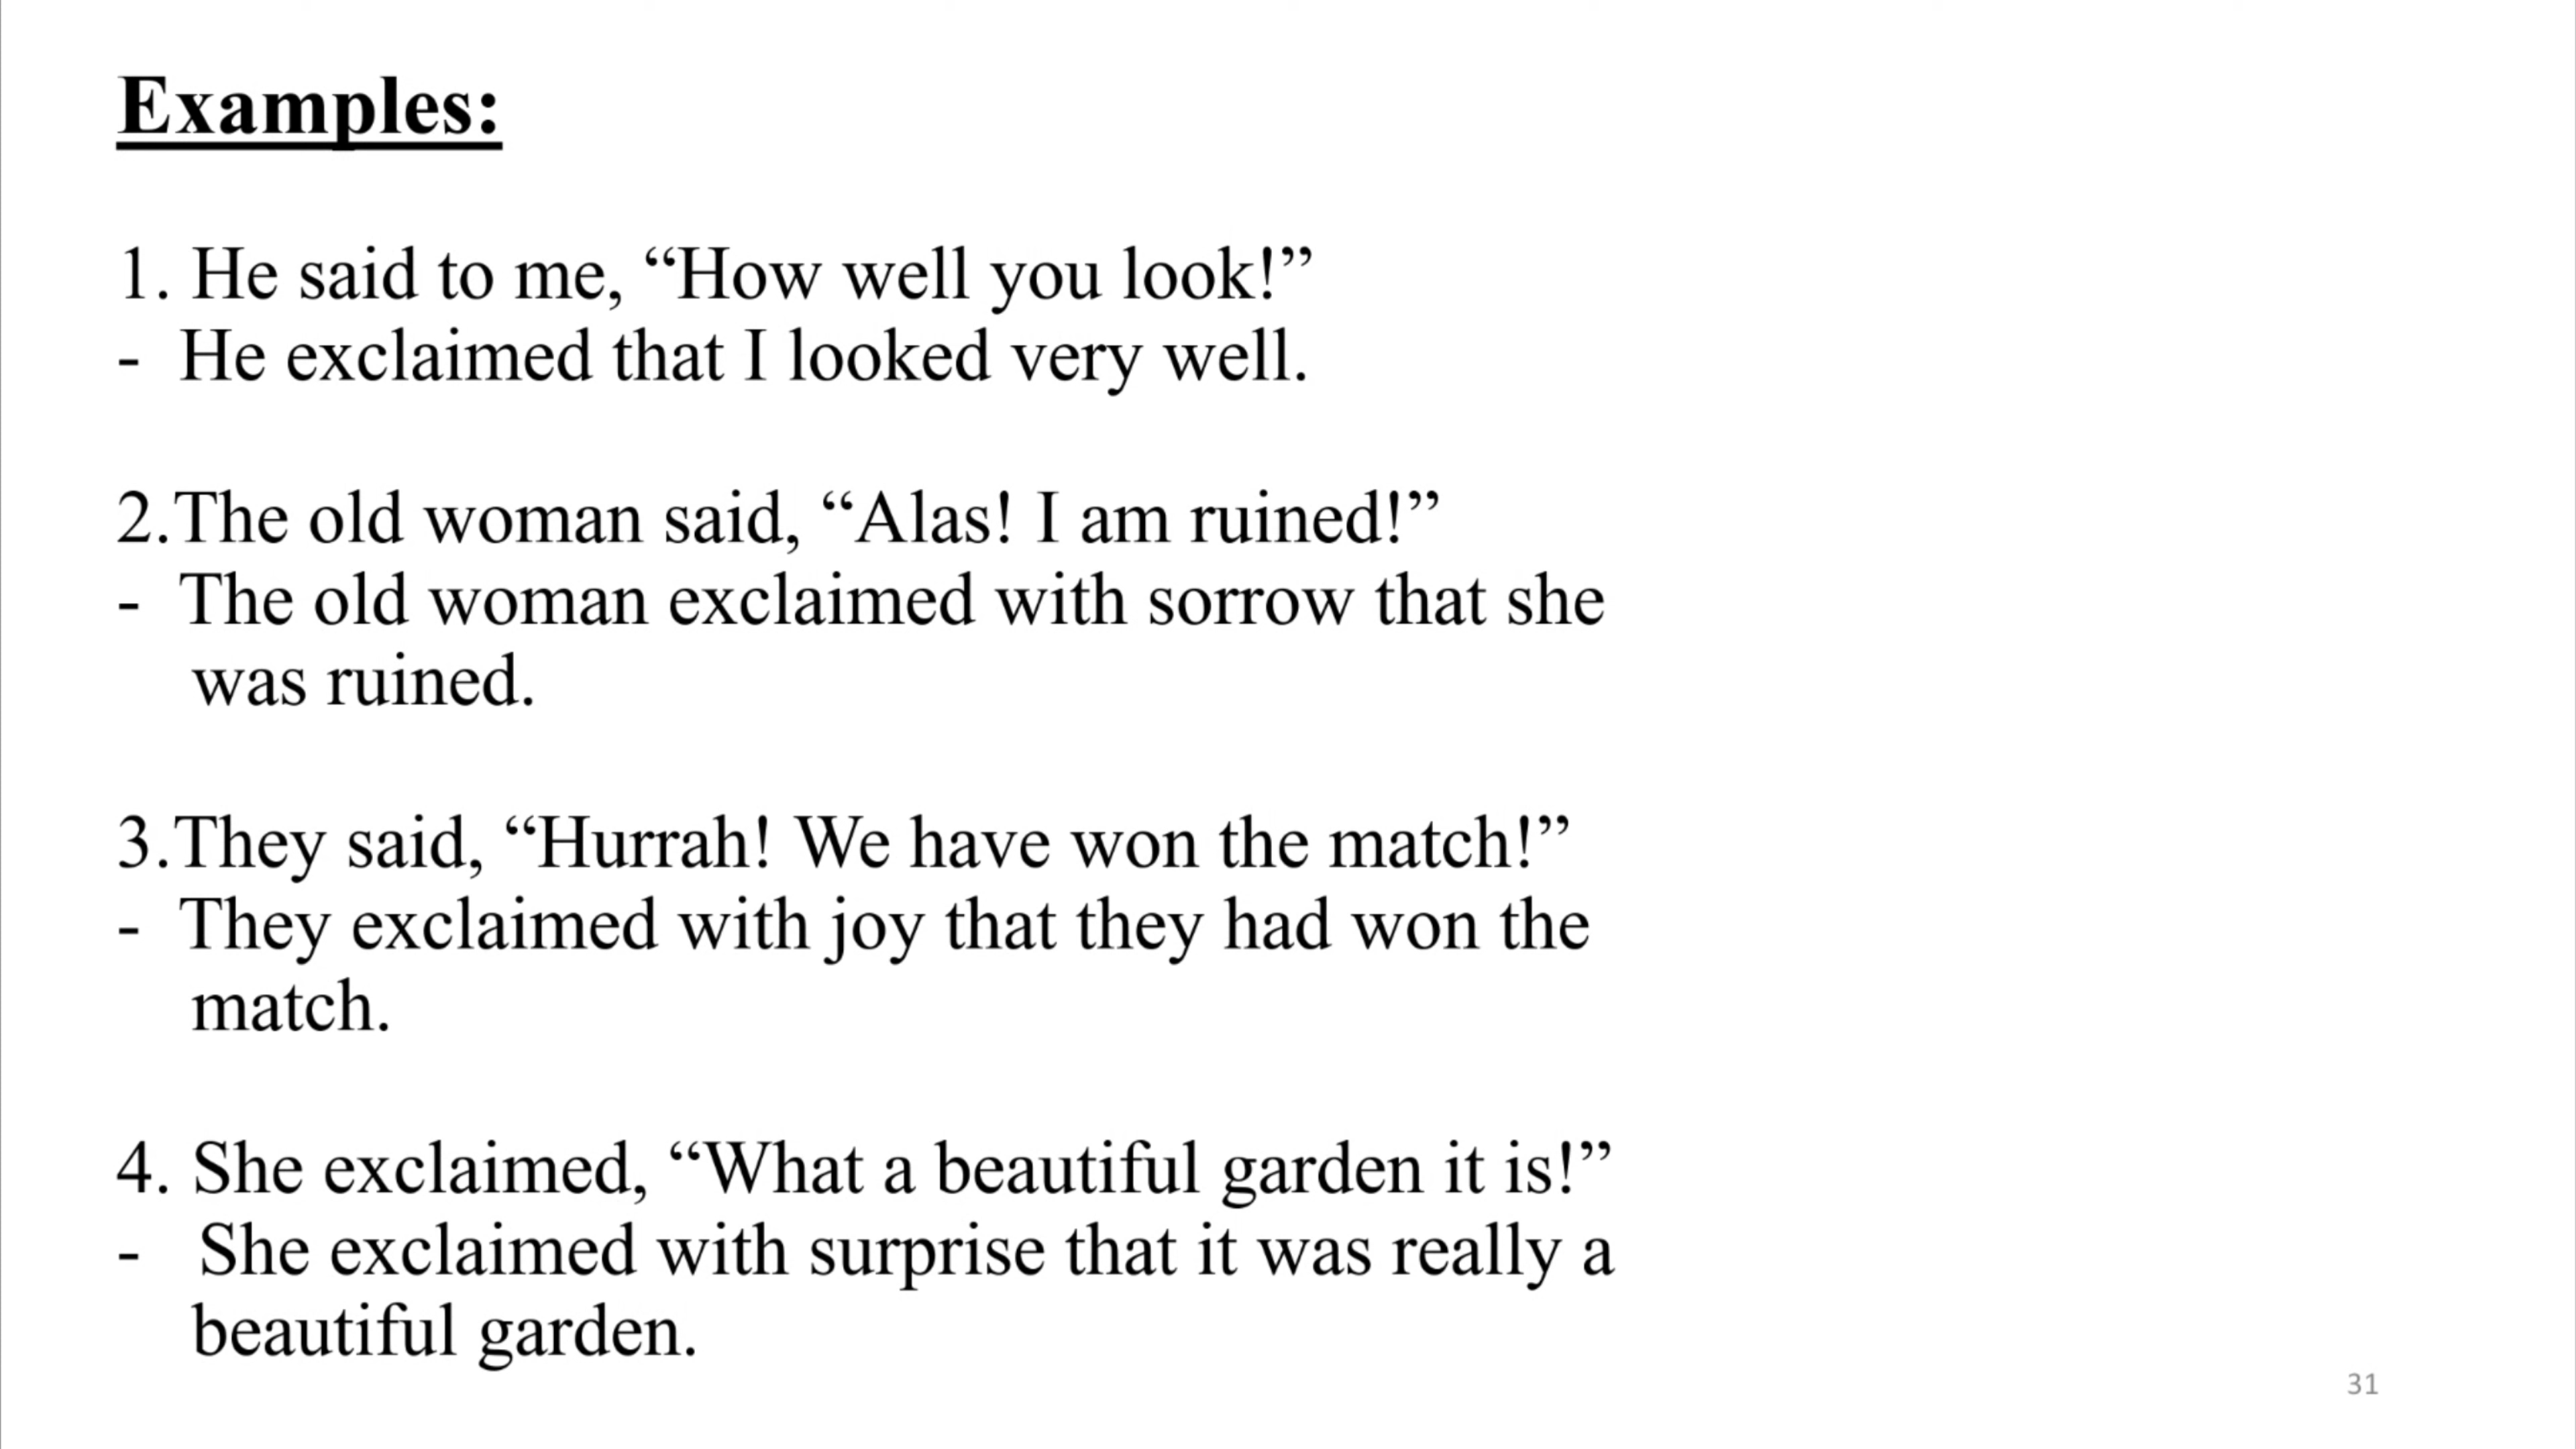 Examples:
1. He said to me, “How well you look!”
- He exclaimed that I looked very well.
2.The old woman said, “Alas! I am ruined!”
- The old woman exclaimed with sorrow that she
was ruined.
3.They said, “Hurrah! We have won the match!”
- They exclaimed with joy that they had won the
match.
4. She exclaimed, “What a beautiful garden it is!”
- She exclaimed with surprise that it was really a
beautiful garden.
31